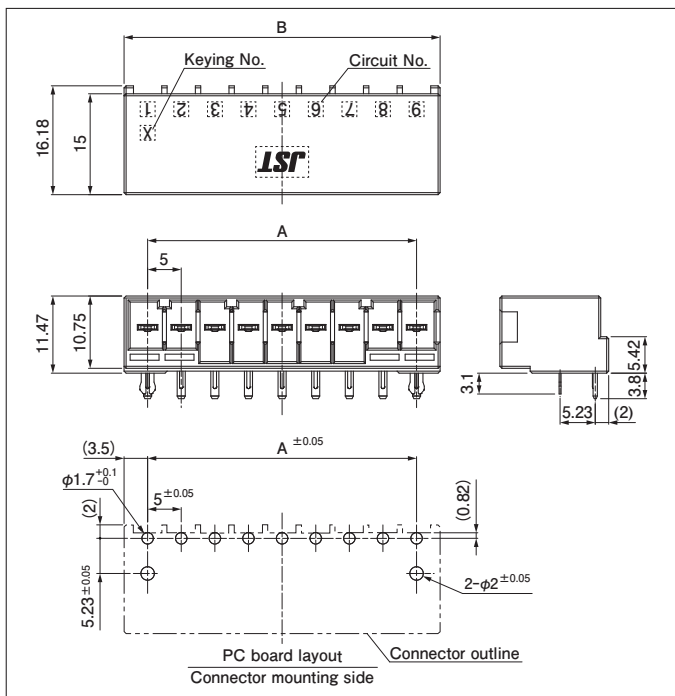 B
Keying No.
Circuit No.
1 2 3 4 5 6 7 8 9
X
JST
16.18
15
A
5
11.47
10.75
3.1
5.23
(2)
3.8
5.42
(3.5)
A ±0.05
φ1.7 +0.1 -0
5 ±0.05
(2)
(0.82)
5.23 ±0.05
2-φ2 ±0.05
PC board layout
Connector mounting side
Connector outline